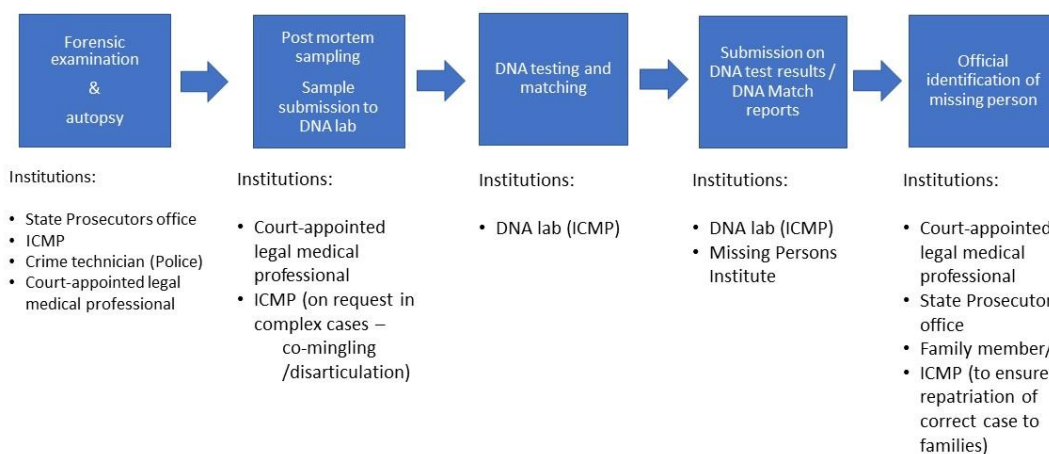 Forensic
examination
&
autopsy
Post mortem
sampling
Sample
submission to
DNA lab
DNA testing and
matching
Submission on
DNA test results /
DNA Match
reports
Official
identification of
missing person
Institutions:
• State Prosecutors office
• ICMP
• Crime technician (Police)
• Court-appointed legal
medical professional
Institutions:
• Court-appointed
legal medical
professional
• ICMP (on request in
complex cases –
co-mingling
/disarticulation)
Institutions:
• DNA lab (ICMP)
Institutions:
• DNA lab (ICMP)
• Missing Persons
Institute
Institutions:
• Court-appointed
legal medical
professional
• State Prosecutor
office
• Family member/
• ICMP (to ensure
repatriation of
correct case to
families)